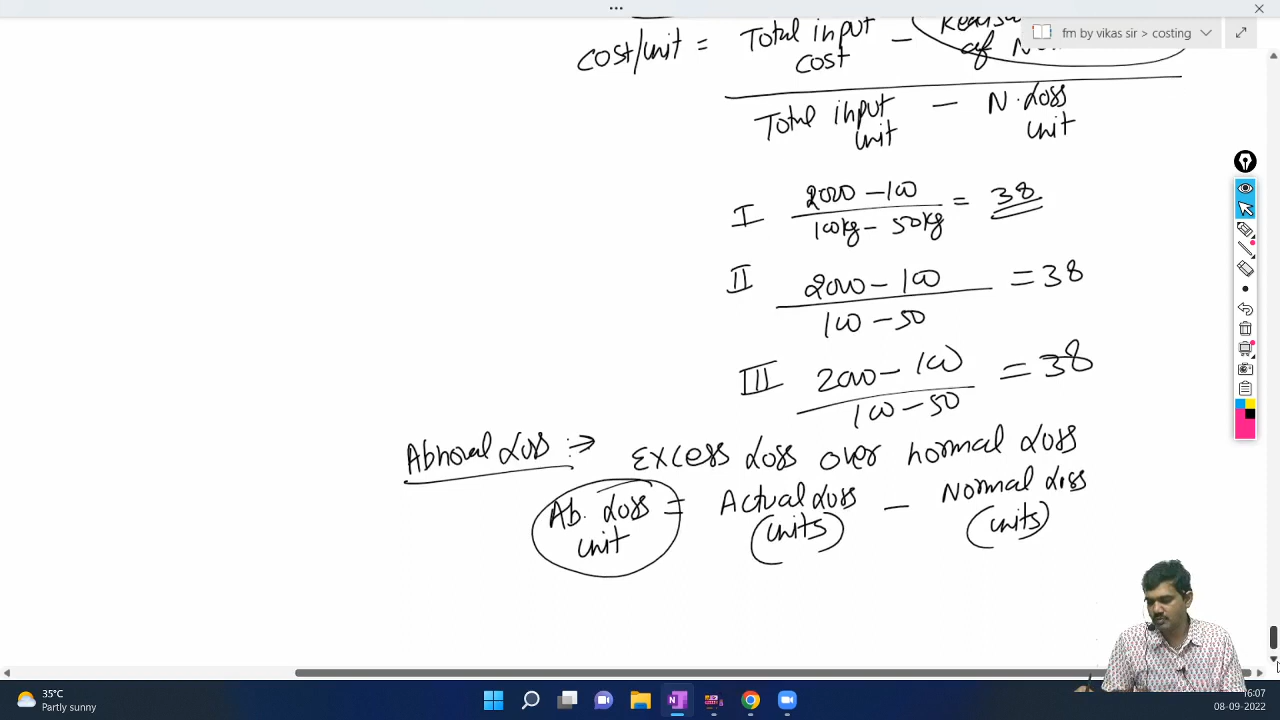 fm by vikas sir > costing
cost/unit = Total input cost –
Total input unit – N. Loss unit
I 2000 – 100 / 100kg – 50kg = 38
II 2000 – 100 / 100 – 50 = 38
III 2000 – 100 / 100 – 50 = 38
Abnoral Loss :⇒ Excess Loss over normal Loss
Ab. Loss unit = Actual Loss (units) – Normal Loss (units)
35°C
Partly sunny
16:07
08-09-2022